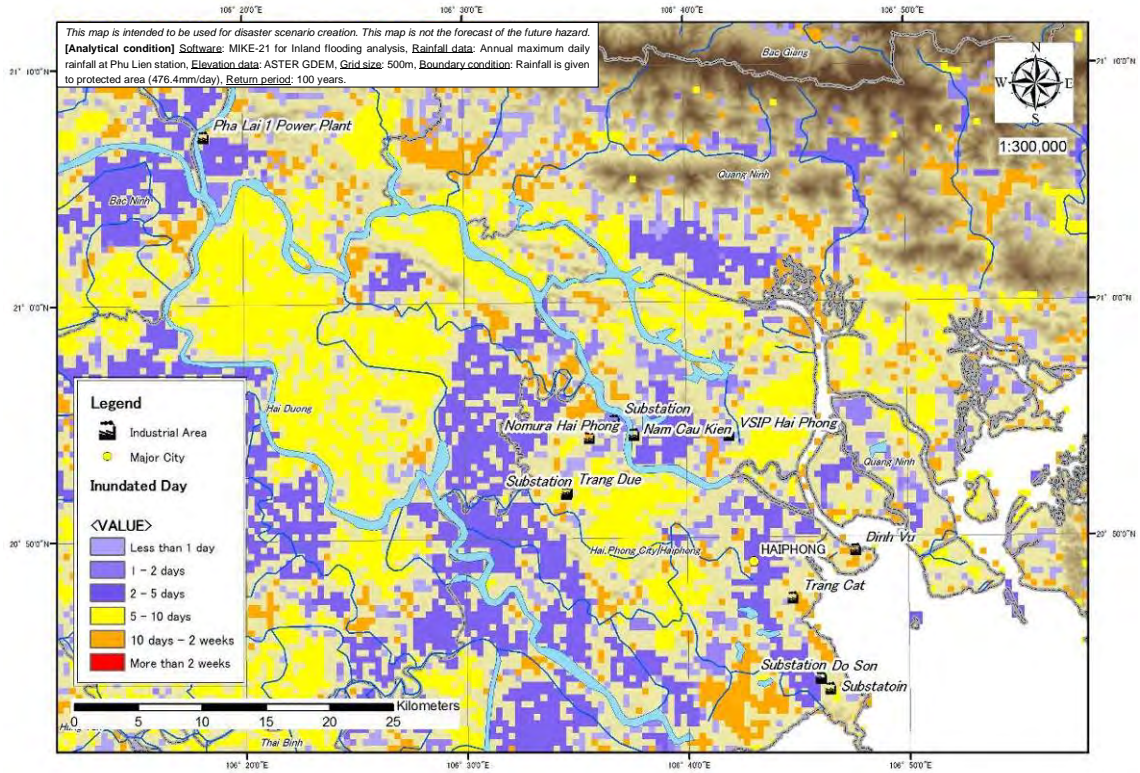 106° 20'0"E
106° 30'0"E
106° 40'0"E
106° 50'0"E
This map is intended to be used for disaster scenario creation. This map is not the forecast of the future hazard.
[Analytical condition] Software: MIKE-21 for Inland flooding analysis, Rainfall data: Annual maximum daily
rainfall at Phu Lien station, Elevation data: ASTER GDEM, Grid size: 500m, Boundary condition: Rainfall is given
to protected area (476.4mm/day), Return period: 100 years.
Bac Giang
N
W
E
S
1:300,000
21° 10'0"N
21° 10'0"N
Pha Lai 1 Power Plant
Quang Ninh
Bac Ninh
21° 0'0"N
21° 0'0"N
Legend
Industrial Area
Major City
Inundated Day
<VALUE>
Less than 1 day
1 - 2 days
2 - 5 days
5 - 10 days
10 days - 2 weeks
More than 2 weeks
Hai Duong
Substation
Nomura Hai Phong
Nam Cau Kien
VSIP Hai Phong
Quang Ninh
Substation
Trang Due
Hai Phong City|Haiphong
HAIPHONG
Dinh Vu
20° 50'0"N
20° 50'0"N
Trang Cat
Substation Do Son
Substatoin
Kilometers
0
5
10
15
20
25
Thai Binh
106° 20'0"E
106° 30'0"E
106° 40'0"E
106° 50'0"E